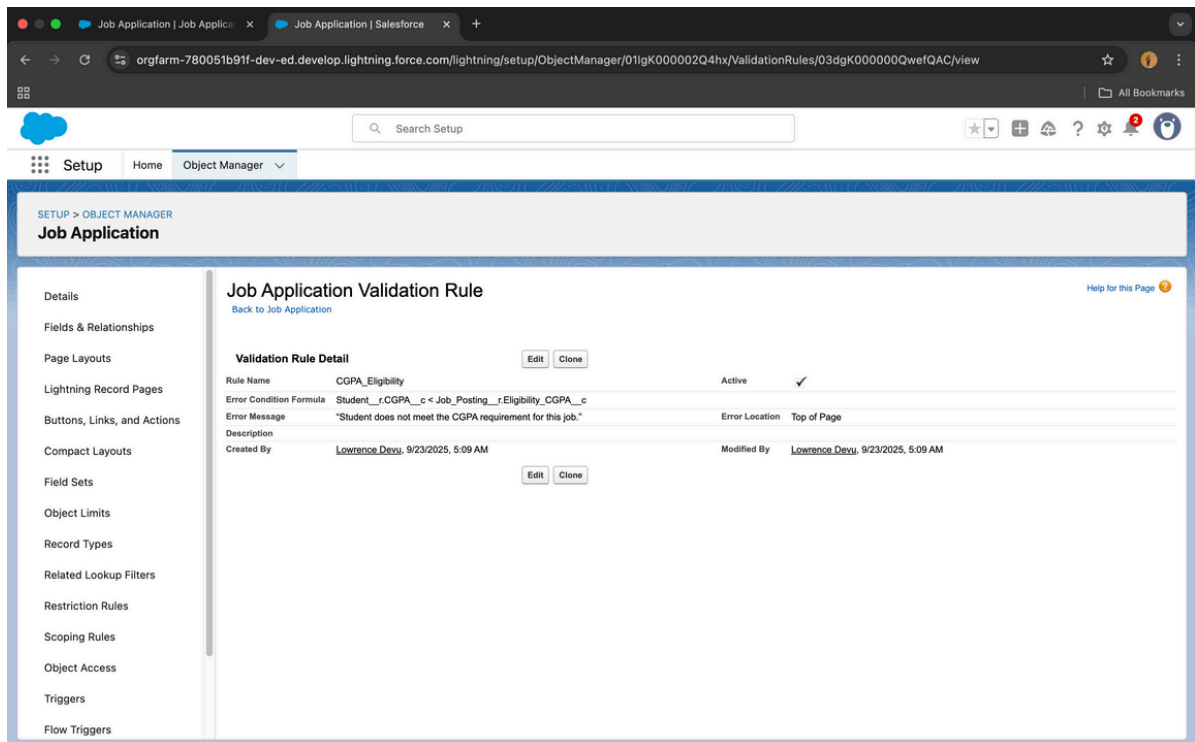 Job Application | Job Applica
Job Application | Salesforce
orgfarm-780051b91f-dev-ed.develop.lightning.force.com/lightning/setup/ObjectManager/01IgK000002Q4hx/ValidationRules/03dgK000000QwefQAC/view
All Bookmarks
Search Setup
2
Setup Home Object Manager
SETUP > OBJECT MANAGER
Job Application
Details
Fields & Relationships
Page Layouts
Lightning Record Pages
Buttons, Links, and Actions
Compact Layouts
Field Sets
Object Limits
Record Types
Related Lookup Filters
Restriction Rules
Scoping Rules
Object Access
Triggers
Flow Triggers
Job Application Validation Rule
Help for this Page
Back to Job Application
Validation Rule Detail Edit Clone
Rule Name CGPA_Eligibility Active
Error Condition Formula Student__r.CGPA__c < Job_Posting__r.Eligibility_CGPA__c
Error Message "Student does not meet the CGPA requirement for this job." Error Location Top of Page
Description
Created By Lowrence Devu, 9/23/2025, 5:09 AM Modified By Lowrence Devu, 9/23/2025, 5:09 AM
Edit Clone